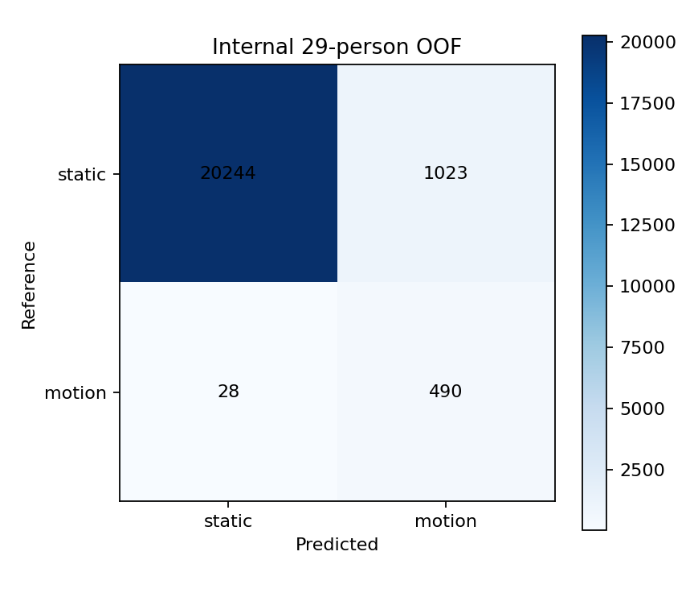 Internal 29-person OOF
static
20244
1023
motion
28
490
static
motion
Predicted
Reference
20000
17500
15000
12500
10000
7500
5000
2500